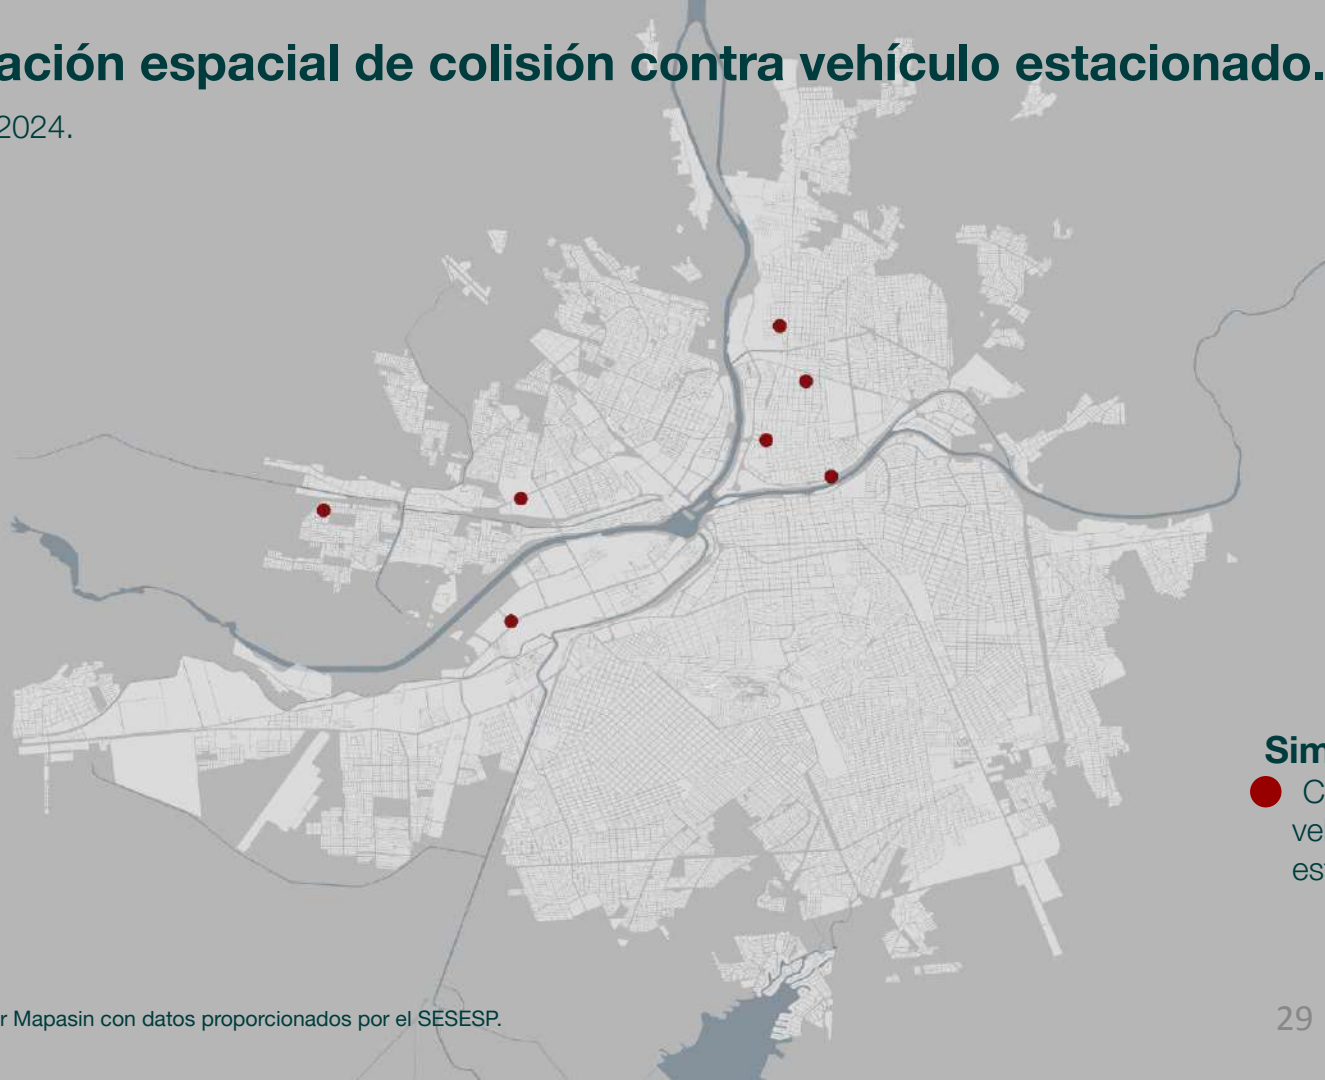 ación espacial de colisión contra vehículo estacionado.
2024.
Sim
C
ve
es
r Mapasin con datos proporcionados por el SESESP.
29